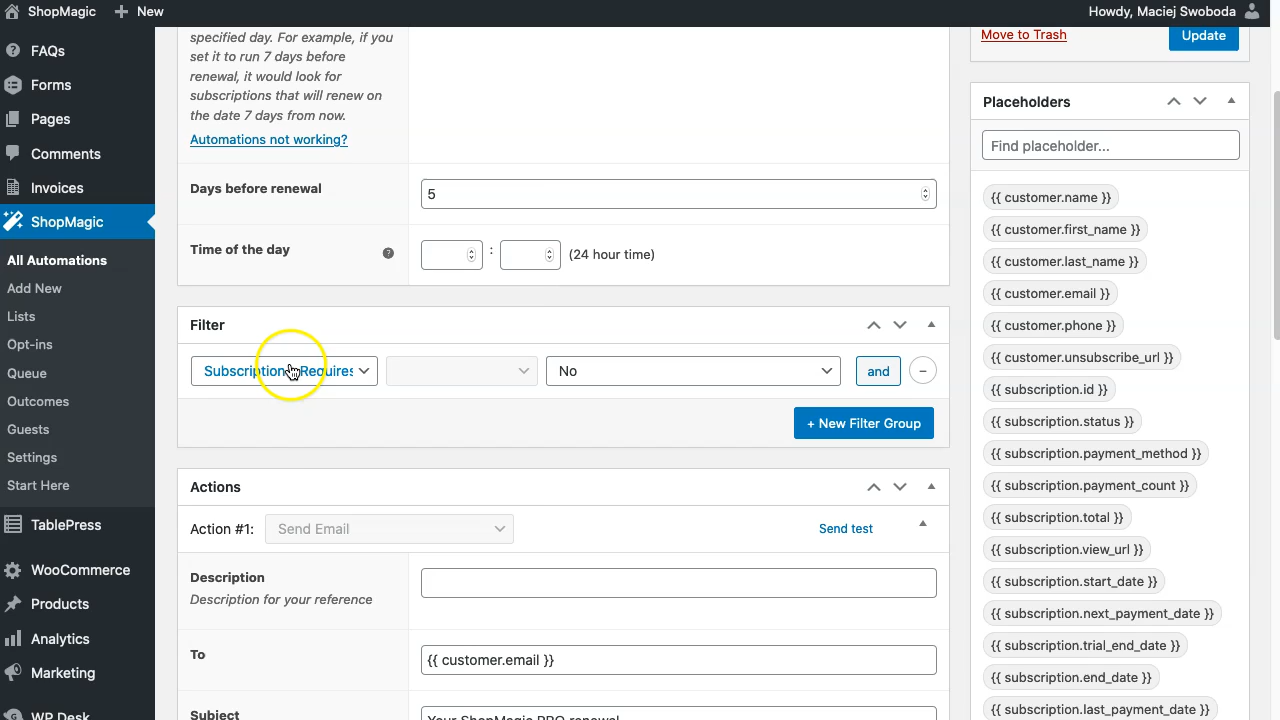 ShopMagic
New
Howdy, Maciej Swoboda
FAQs
Forms
Pages
Comments
Invoices
ShopMagic
All Automations
Add New
Lists
Opt-ins
Queue
Outcomes
Guests
Settings
Start Here
TablePress
WooCommerce
Products
Analytics
Marketing
WP Desk
specified day. For example, if you
set it to run 7 days before
renewal, it would look for
subscriptions that will renew on
the date 7 days from now.
Automations not working?
Days before renewal
5
Time of the day
?
:
(24 hour time)
Filter
Subscription Requires
No
and
−
+ New Filter Group
Actions
Action #1:
Send Email
Send test
Description
Description for your reference
To
{{ customer.email }}
Subject
Your ShopMagic PRO renewal
Move to Trash
Update
Placeholders
Find placeholder...
{{ customer.name }}
{{ customer.first_name }}
{{ customer.last_name }}
{{ customer.email }}
{{ customer.phone }}
{{ customer.unsubscribe_url }}
{{ subscription.id }}
{{ subscription.status }}
{{ subscription.payment_method }}
{{ subscription.payment_count }}
{{ subscription.total }}
{{ subscription.view_url }}
{{ subscription.start_date }}
{{ subscription.next_payment_date }}
{{ subscription.trial_end_date }}
{{ subscription.end_date }}
{{ subscription.last_payment_date }}